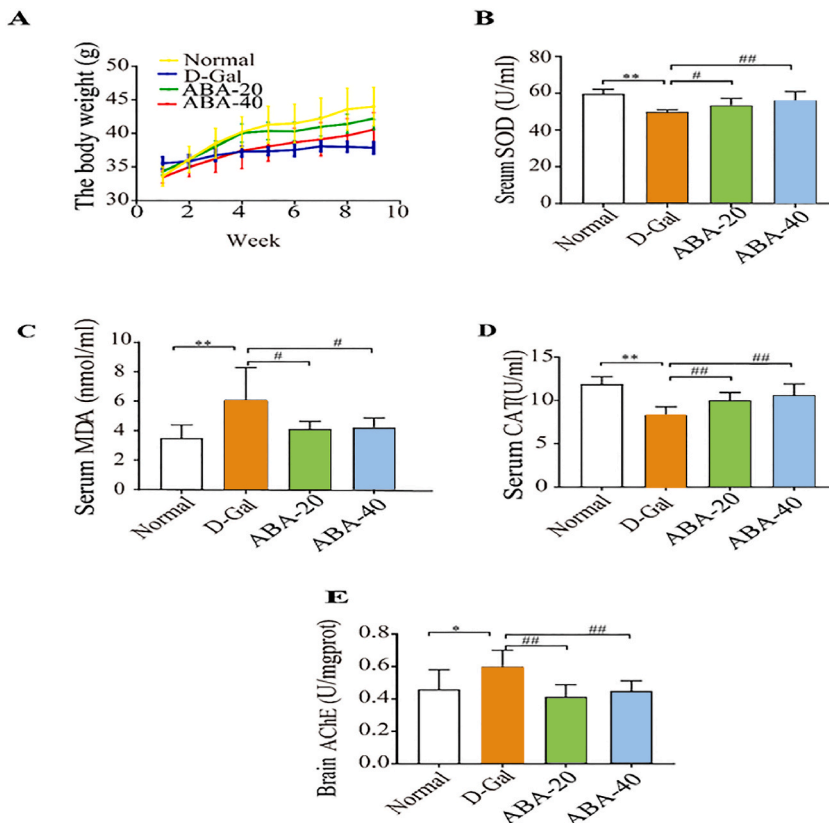 A
The body weight (g)
45
40
35
30
0
2
4
6
8
10
Week
Normal
D-Gal
ABA-20
ABA-40
B
Sreum SOD (U/ml)
80
60
40
20
0
**
#
##
Normal
D-Gal
ABA-20
ABA-40
C
Serum MDA (nmol/ml)
10
8
6
4
2
0
**
#
#
Normal
D-Gal
ABA-20
ABA-40
D
Serum CAT(U/ml)
15
10
5
0
**
##
##
Normal
D-Gal
ABA-20
ABA-40
E
Brain AChE (U/mgprot)
0.8
0.6
0.4
0.2
0.0
*
##
##
Normal
D-Gal
ABA-20
ABA-40